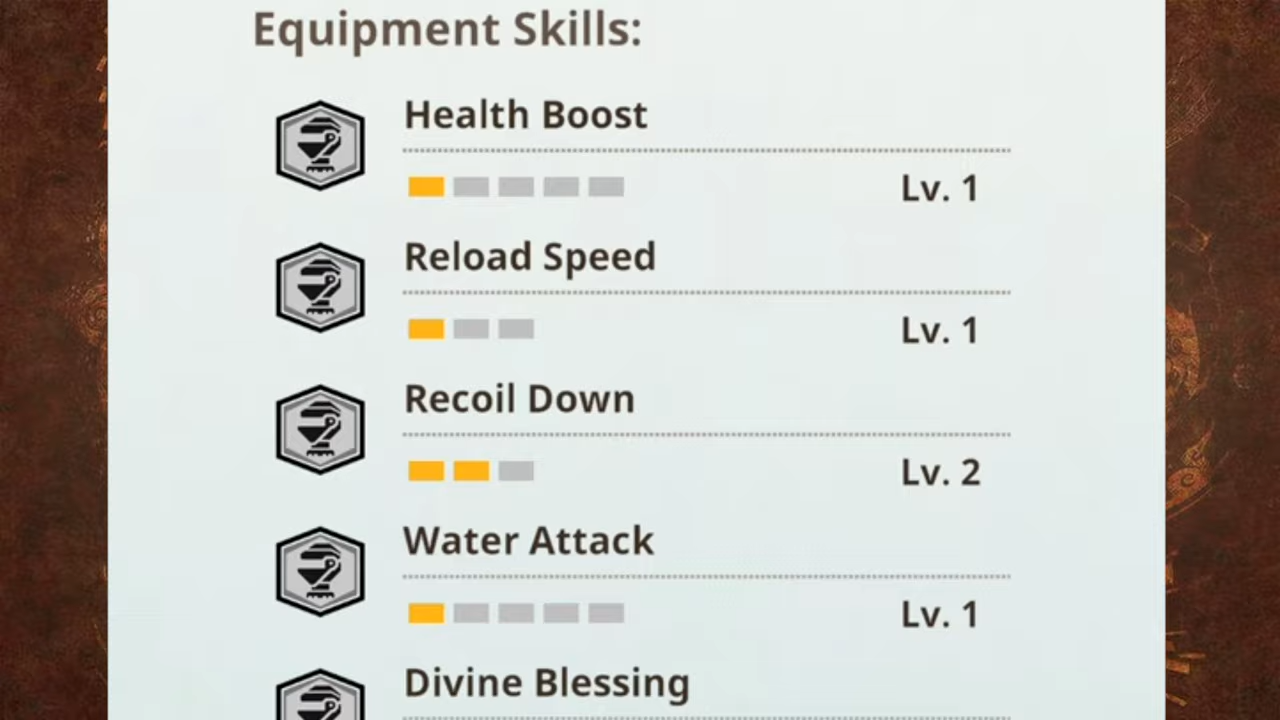 Equipment Skills:
Health Boost
Lv. 1
Reload Speed
Lv. 1
Recoil Down
Lv. 2
Water Attack
Lv. 1
Divine Blessing